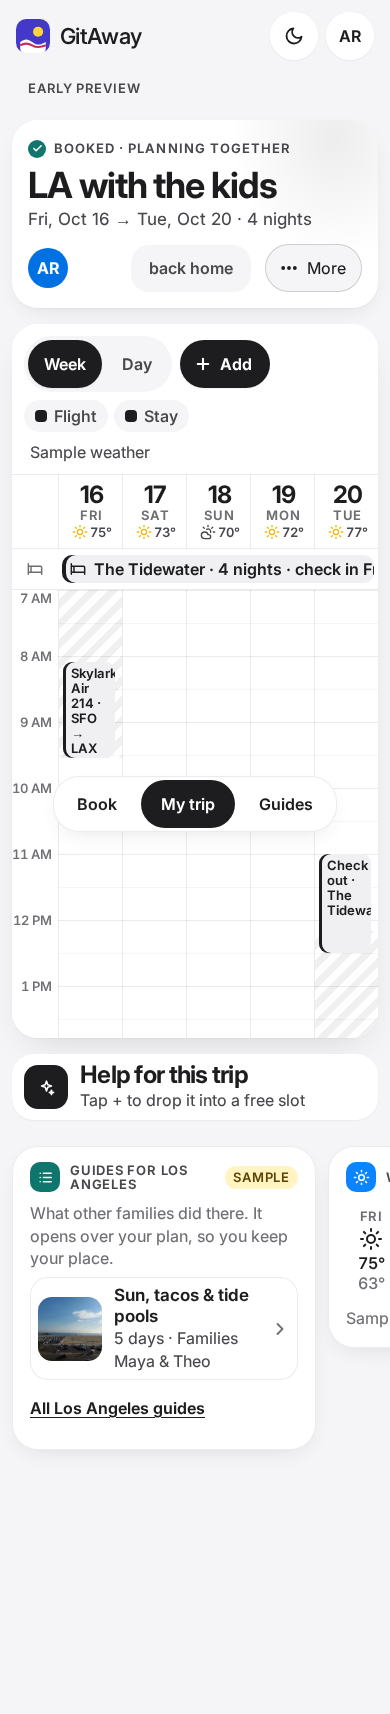 GitAway
AR
EARLY PREVIEW
BOOKED · PLANNING TOGETHER
LA with the kids
Fri, Oct 16 → Tue, Oct 20 · 4 nights
AR
back home
••• More
Week
Day
+ Add
Flight
Stay
Sample weather
16 17 18 19 20
FRI SAT SUN MON TUE
75° 73° 70° 72° 77°
The Tidewater · 4 nights · check in
7 AM
8 AM
Skylark
Air
214 ·
SFO
→
LAX
9 AM
10 AM
Book
My trip
Guides
11 AM
Check
out ·
The
Tidewa
12 PM
1 PM
Help for this trip
Tap + to drop it into a free slot
GUIDES FOR LOS
ANGELES
SAMPLE
What other families did there. It
opens over your plan, so you keep
your place.
Sun, tacos & tide
pools
5 days · Families
Maya & Theo
All Los Angeles guides
FRI
75°
63°
Samp